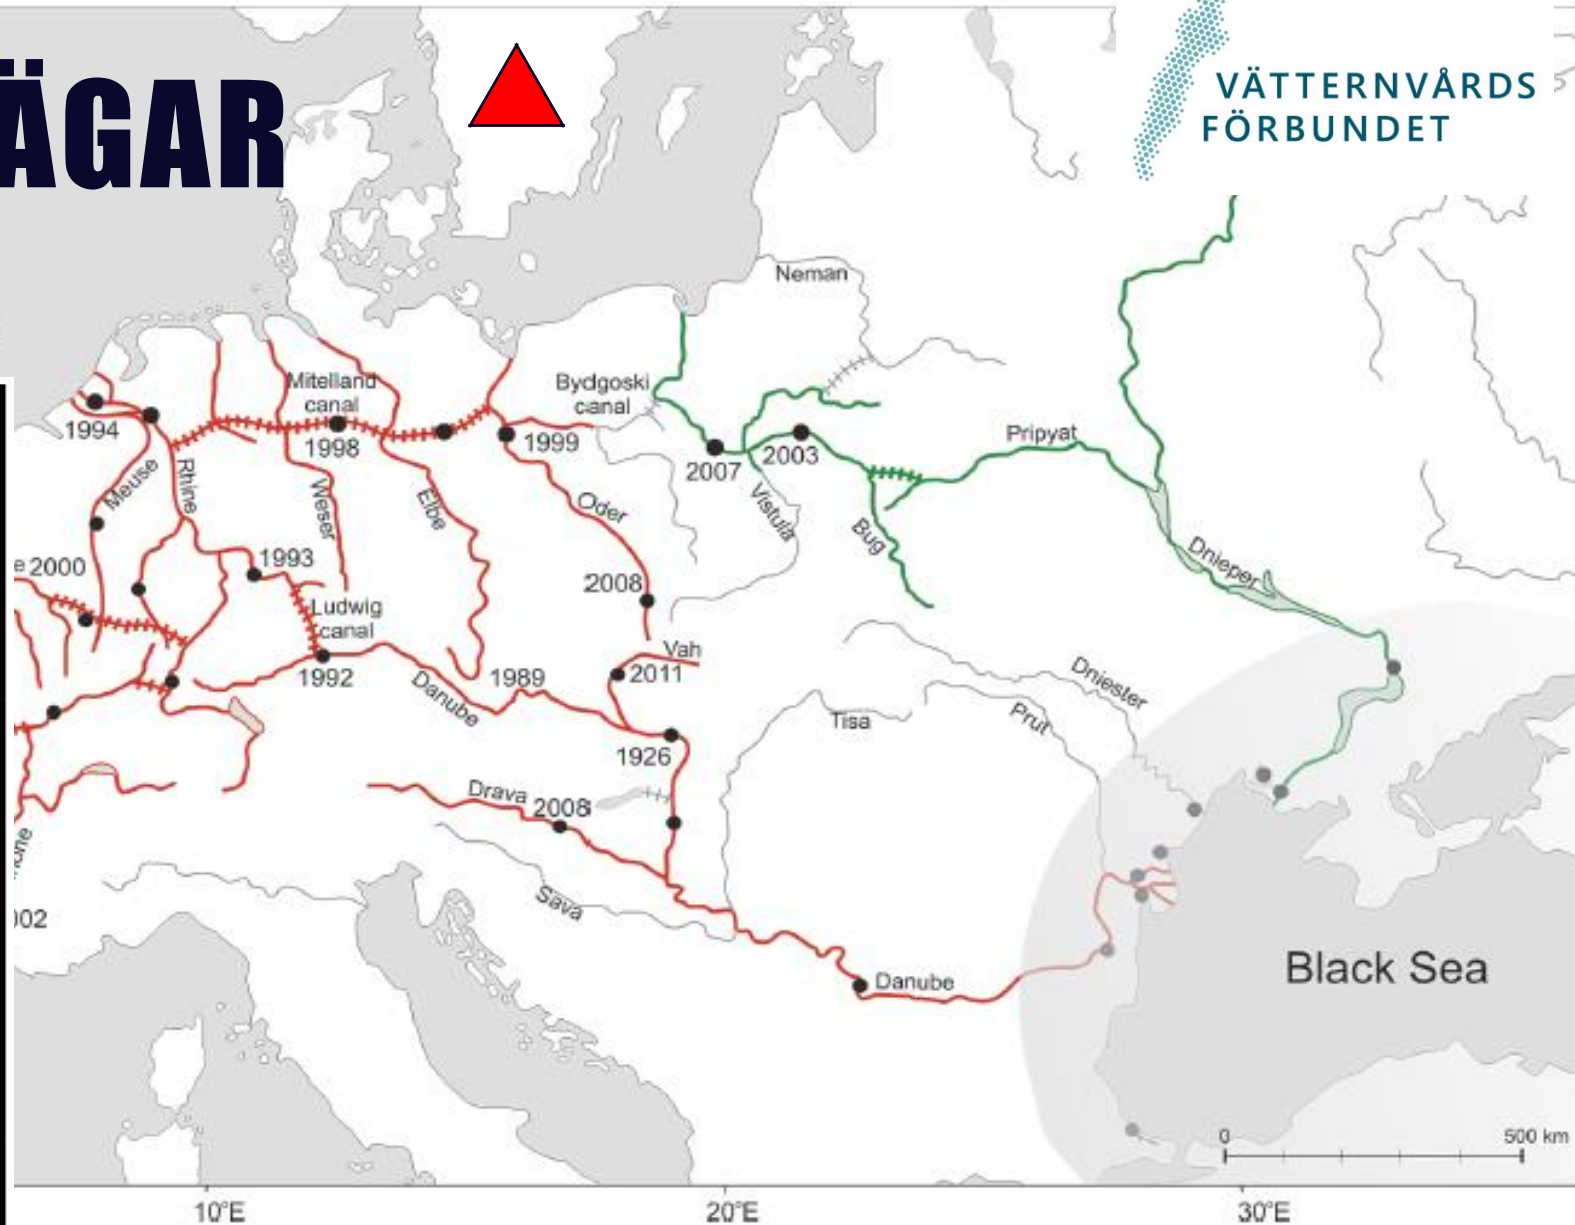 ÄGAR
VÄTTERNVÅRDS
FÖRBUNDET
Neman
Mitelland
canal
Bydgoski
canal
1994
1998
1999
Pripyat
2007
2003
Meuse
Rhine
Weser
Elbe
Oder
Vistula
Bug
Dnieper
e 2000
1993
2008
Ludwig
canal
Vah
1992
1989
2011
Danube
Dniester
Tisa
Prut
1926
Drava
2008
Sava
02
Danube
Black Sea
0
500 km
10°E
20°E
30°E